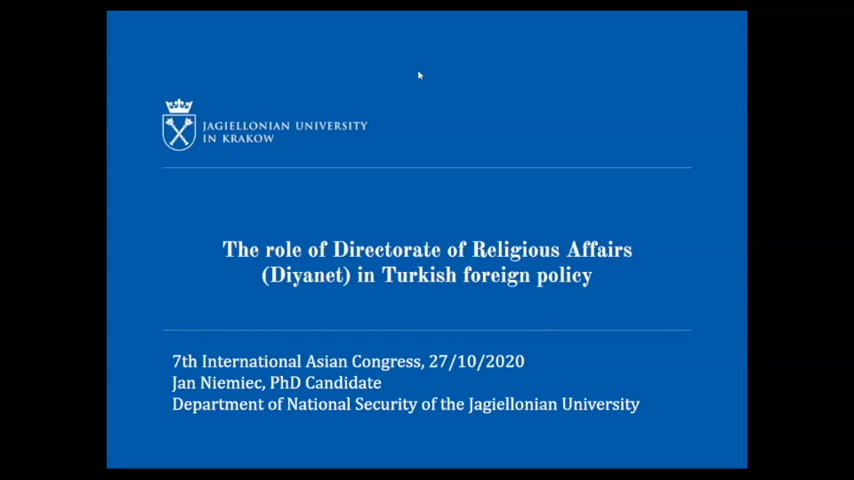 JAGIELLONIAN UNIVERSITY
IN KRAKOW
The role of Directorate of Religious Affairs
(Diyanet) in Turkish foreign policy
7th International Asian Congress, 27/10/2020
Jan Niemiec, PhD Candidate
Department of National Security of the Jagiellonian University